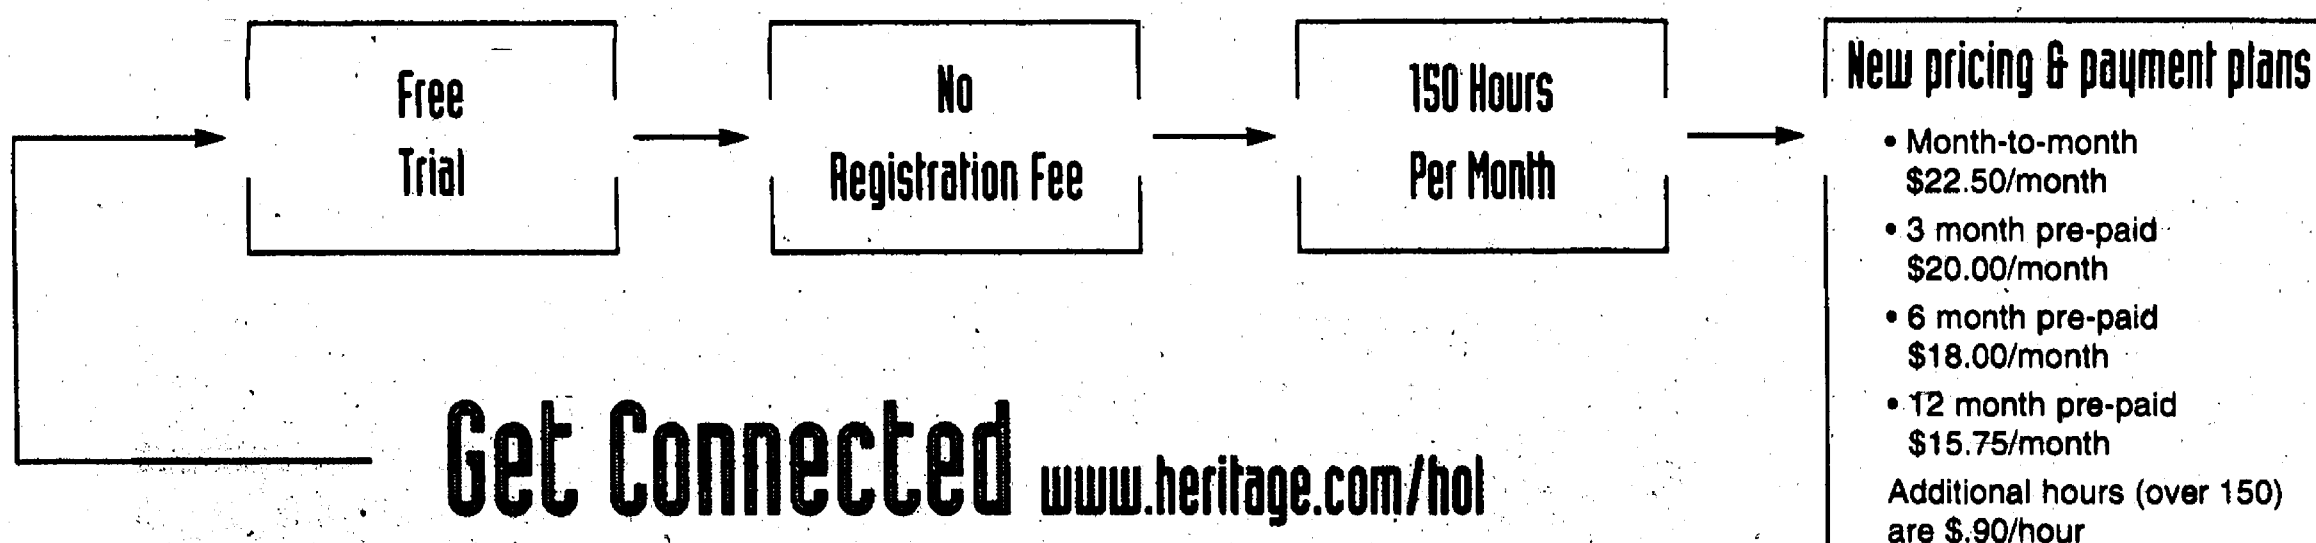 Free
Trial
No
Registration Fee
150 Hours
Per Month
New pricing & payment plans
• Month-to-month
$22.50/month
• 3 month pre-paid
$20.00/month
• 6 month pre-paid
$18.00/month
• 12 month pre-paid
$15.75/month
Additional hours (over 150)
are $.90/hour
Get Connected www.heritage.com/hol